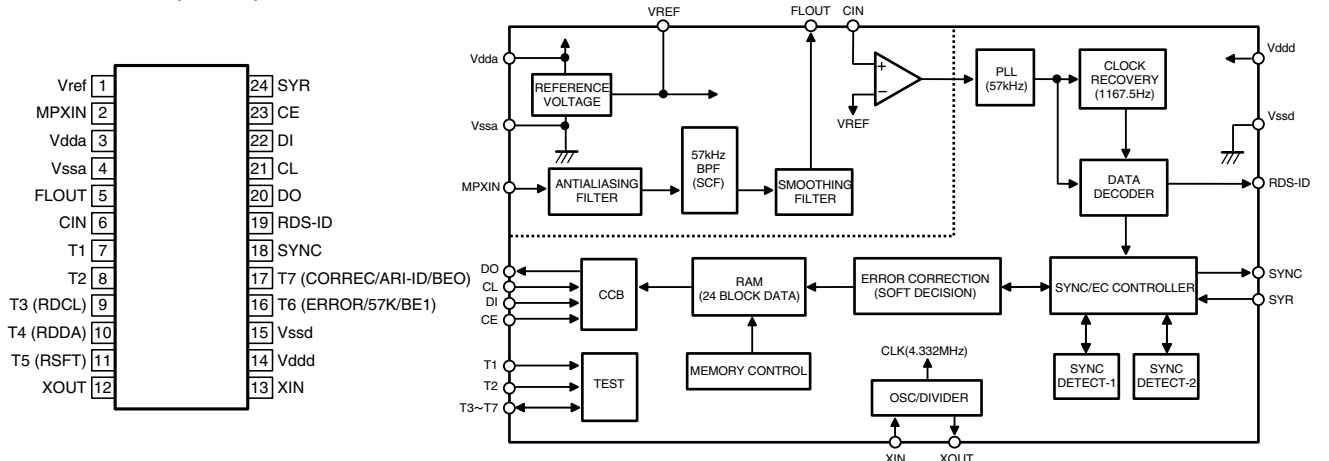 Vref 1
MPXIN 2
Vdda 3
Vssa 4
FLOUT 5
CIN 6
T1 7
T2 8
T3 (RDCL) 9
T4 (RDDA) 10
T5 (RSFT) 11
XOUT 12
24 SYR
23 CE
22 DI
21 CL
20 DO
19 RDS-ID
18 SYNC
17 T7 (CORREC/ARI-ID/BEO)
16 T6 (ERROR/57K/BE1)
15 Vssd
14 Vddd
13 XIN
VREF
FLOUT
CIN
Vdda
REFERENCE
VOLTAGE
Vssa
+
−
VREF
PLL
(57kHz)
CLOCK
RECOVERY
(1167.5Hz)
Vddd
Vssd
MPXIN
ANTIALIASING
FILTER
57kHz
BPF
(SCF)
SMOOTHING
FILTER
DATA
DECODER
RDS-ID
DO
CL
DI
CE
CCB
RAM
(24 BLOCK DATA)
ERROR CORRECTION
(SOFT DECISION)
SYNC/EC CONTROLLER
SYNC
SYR
T1
T2
T3~T7
TEST
MEMORY CONTROL
CLK(4.332MHz)
OSC/DIVIDER
SYNC
DETECT-1
SYNC
DETECT-2
XIN
XOUT